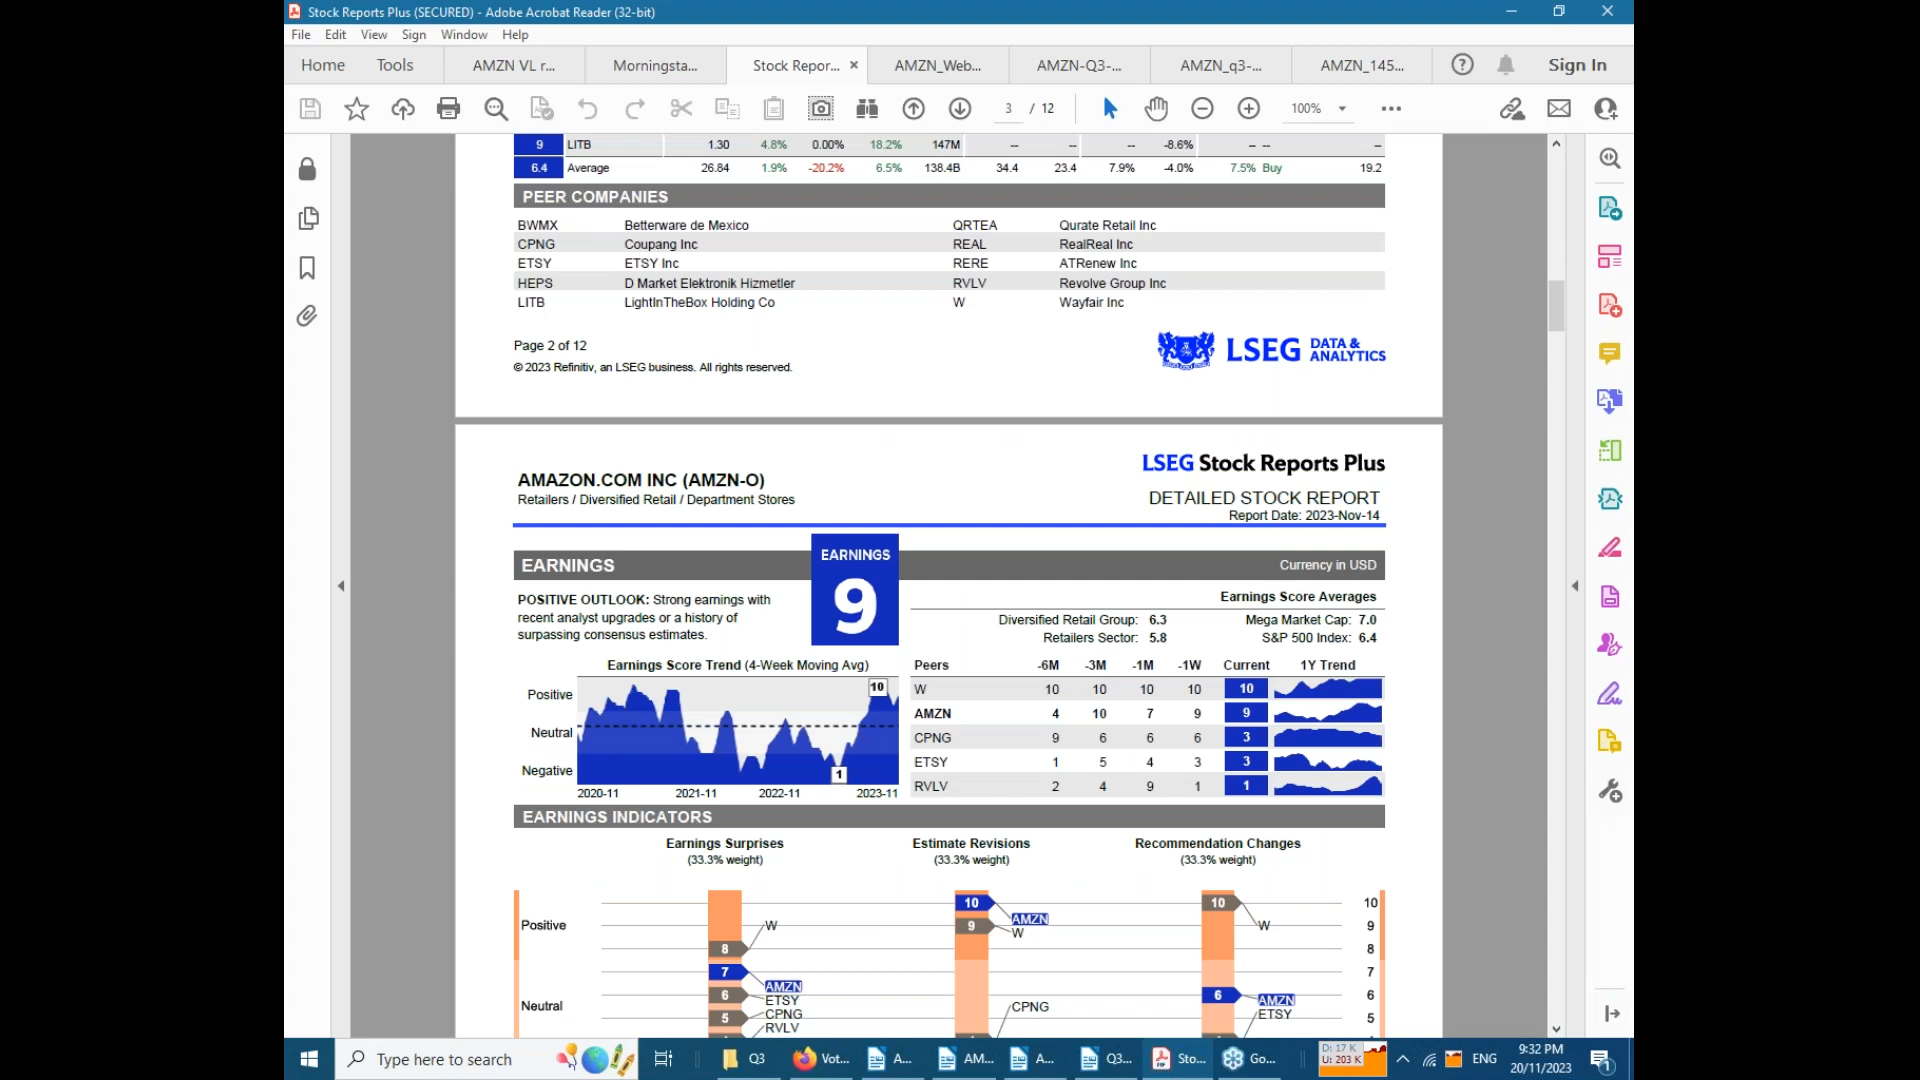 Stock Reports Plus (SECURED) - Adobe Acrobat Reader (32-bit)
File Edit View Sign Window Help
Home Tools AMZN VL r... Morningsta... Stock Repor... AMZN_Web... AMZN-Q3-... AMZN_q3-... AMZN_145... Sign In
3 / 12 100%
9 LITB 1.30 4.8% 0.00% 18.2% 147M -- -- -- -8.6% -- -- --
6.4 Average 26.84 1.9% -20.2% 6.5% 138.4B 34.4 23.4 7.9% -4.0% 7.5% Buy 19.2
PEER COMPANIES
BWMX Betterware de Mexico QRTEA Qurate Retail Inc
CPNG Coupang Inc REAL RealReal Inc
ETSY ETSY Inc RERE ATRenew Inc
HEPS D Market Elektronik Hizmetler RVLV Revolve Group Inc
LITB LightInTheBox Holding Co W Wayfair Inc
Page 2 of 12
© 2023 Refinitiv, an LSEG business. All rights reserved.
LSEG DATA & ANALYTICS
LSEG Stock Reports Plus
AMAZON.COM INC (AMZN-O)
Retailers / Diversified Retail / Department Stores
DETAILED STOCK REPORT
Report Date: 2023-Nov-14
EARNINGS
EARNINGS
9
Currency in USD
POSITIVE OUTLOOK: Strong earnings with
recent analyst upgrades or a history of
surpassing consensus estimates.
Earnings Score Averages
Diversified Retail Group: 6.3 Mega Market Cap: 7.0
Retailers Sector: 5.8 S&P 500 Index: 6.4
Earnings Score Trend (4-Week Moving Avg)
Positive
Neutral
Negative
10
1
2020-11 2021-11 2022-11 2023-11
Peers -6M -3M -1M -1W Current 1Y Trend
W 10 10 10 10 10
AMZN 4 10 7 9 9
CPNG 9 6 6 6 3
ETSY 1 5 4 3 3
RVLV 2 4 9 1 1
EARNINGS INDICATORS
Earnings Surprises Estimate Revisions Recommendation Changes
(33.3% weight) (33.3% weight) (33.3% weight)
Positive
Neutral
W
8
7
AMZN
6
ETSY
5
CPNG
RVLV
10
AMZN
9
W
CPNG
10
W
6
AMZN
ETSY
10
9
8
7
6
5
Type here to search Q3 Vot... A... AM... A... Q3... Sto... Go... D: 17 K U: 203 K ENG 9:32 PM 20/11/2023 1